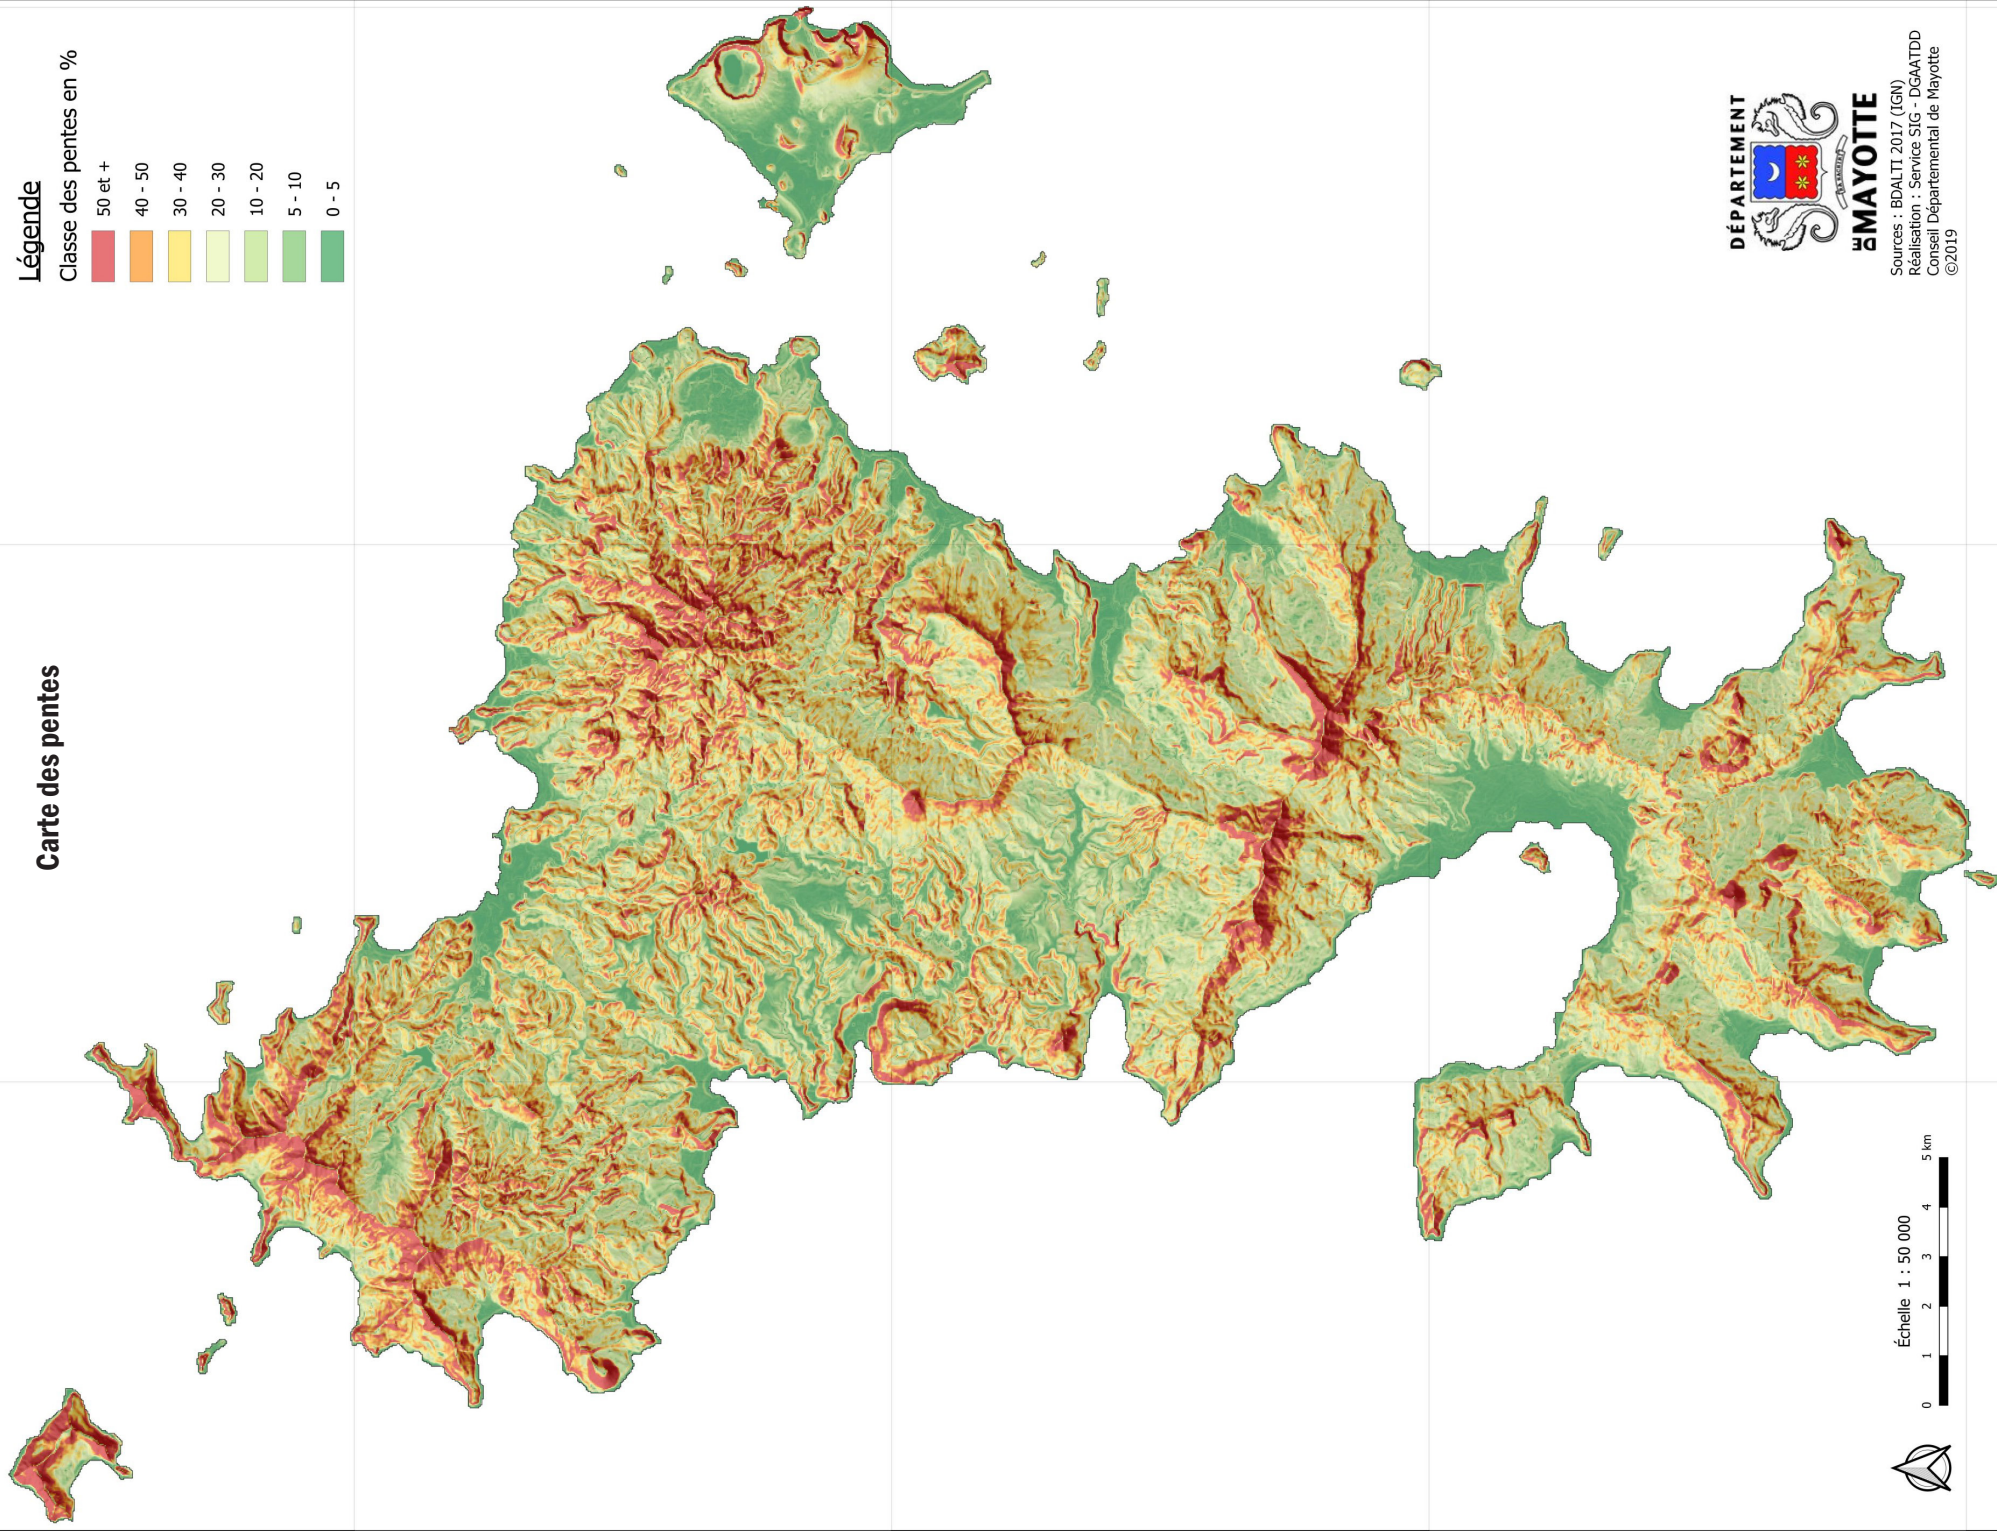 Carte des pentes
Légende
Classe des pentes en %
50 et +
40 - 50
30 - 40
20 - 30
10 - 20
5 - 10
0 - 5
DÉPARTEMENT
DE MAYOTTE
Sources : BDALTI 2017 (IGN)
Réalisation : Service SIG - DGAATDD
Conseil Départemental de Mayotte
©2019
Échelle 1 : 50 000
0 1 2 3 4 5 km